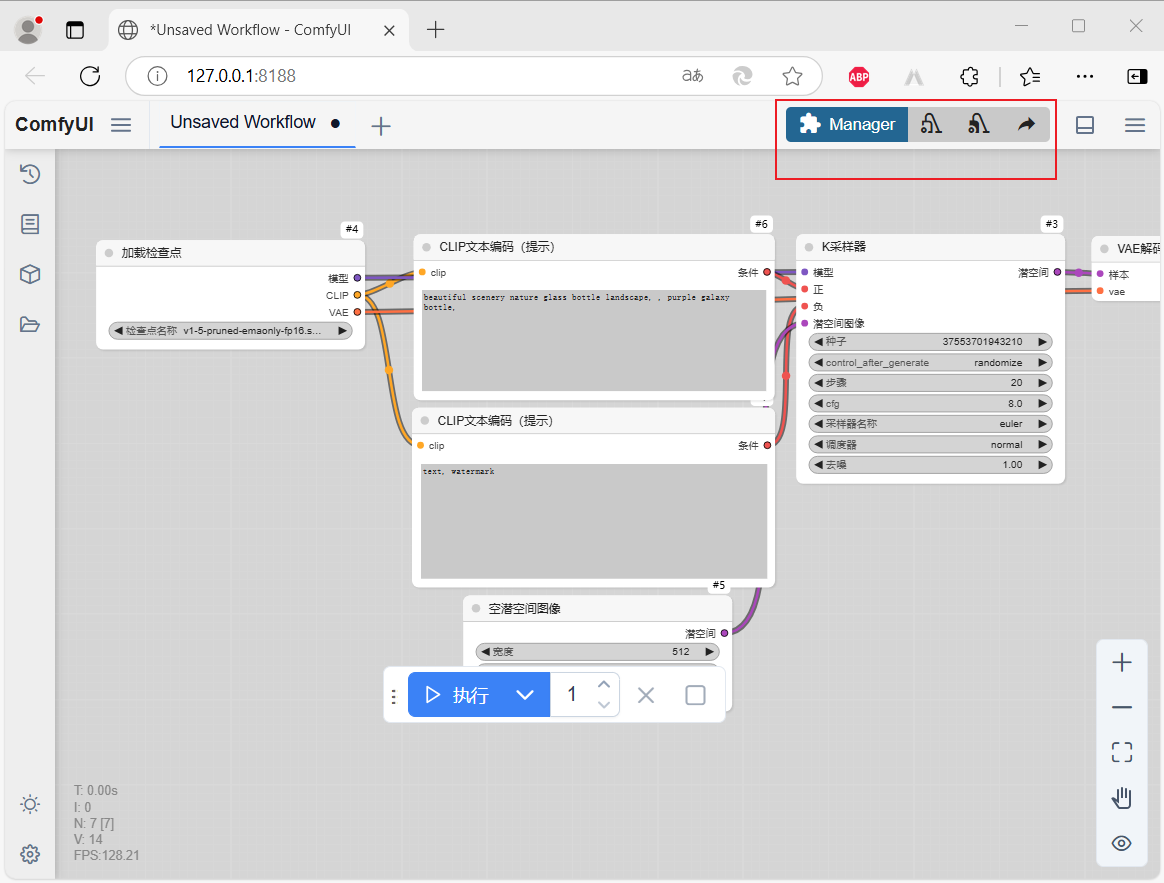 *Unsaved Workflow - ComfyUI
127.0.0.1:8188
aあ
ABP
ComfyUI
Unsaved Workflow
Manager
#4
加载检查点
模型
CLIP
VAE
检查点名称 v1-5-pruned-emaonly-fp16.s...
#6
CLIP文本编码（提示）
clip
条件
beautiful scenery nature glass bottle landscape, , purple galaxy
bottle,
CLIP文本编码（提示）
clip
条件
text, watermark
#5
空潜空间图像
潜空间
宽度 512
#3
K采样器
模型
潜空间
正
负
潜空间图像
种子 37553701943210
control_after_generate randomize
步骤 20
cfg 8.0
采样器名称 euler
调度器 normal
去噪 1.00
VAE解码
样本
vae
执行
1
T: 0.00s
I: 0
N: 7 [7]
V: 14
FPS:128.21